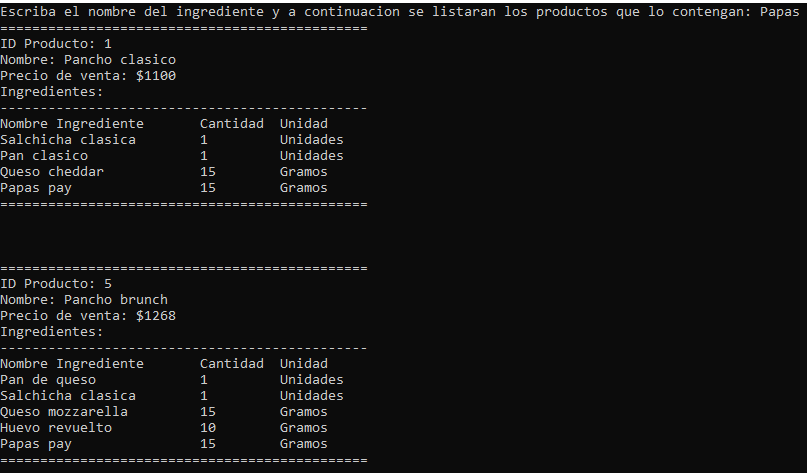 Escriba el nombre del ingrediente y a continuacion se listaran los productos que lo contengan: Papas
==============================================
ID Producto: 1
Nombre: Pancho clasico
Precio de venta: $1100
Ingredientes:
----------------------------------------------
Nombre Ingrediente       Cantidad  Unidad
Salchicha clasica        1         Unidades
Pan clasico              1         Unidades
Queso cheddar            15        Gramos
Papas pay                15        Gramos
==============================================
==============================================
ID Producto: 5
Nombre: Pancho brunch
Precio de venta: $1268
Ingredientes:
----------------------------------------------
Nombre Ingrediente       Cantidad  Unidad
Pan de queso             1         Unidades
Salchicha clasica        1         Unidades
Queso mozzarella         15        Gramos
Huevo revuelto           10        Gramos
Papas pay                15        Gramos
==============================================